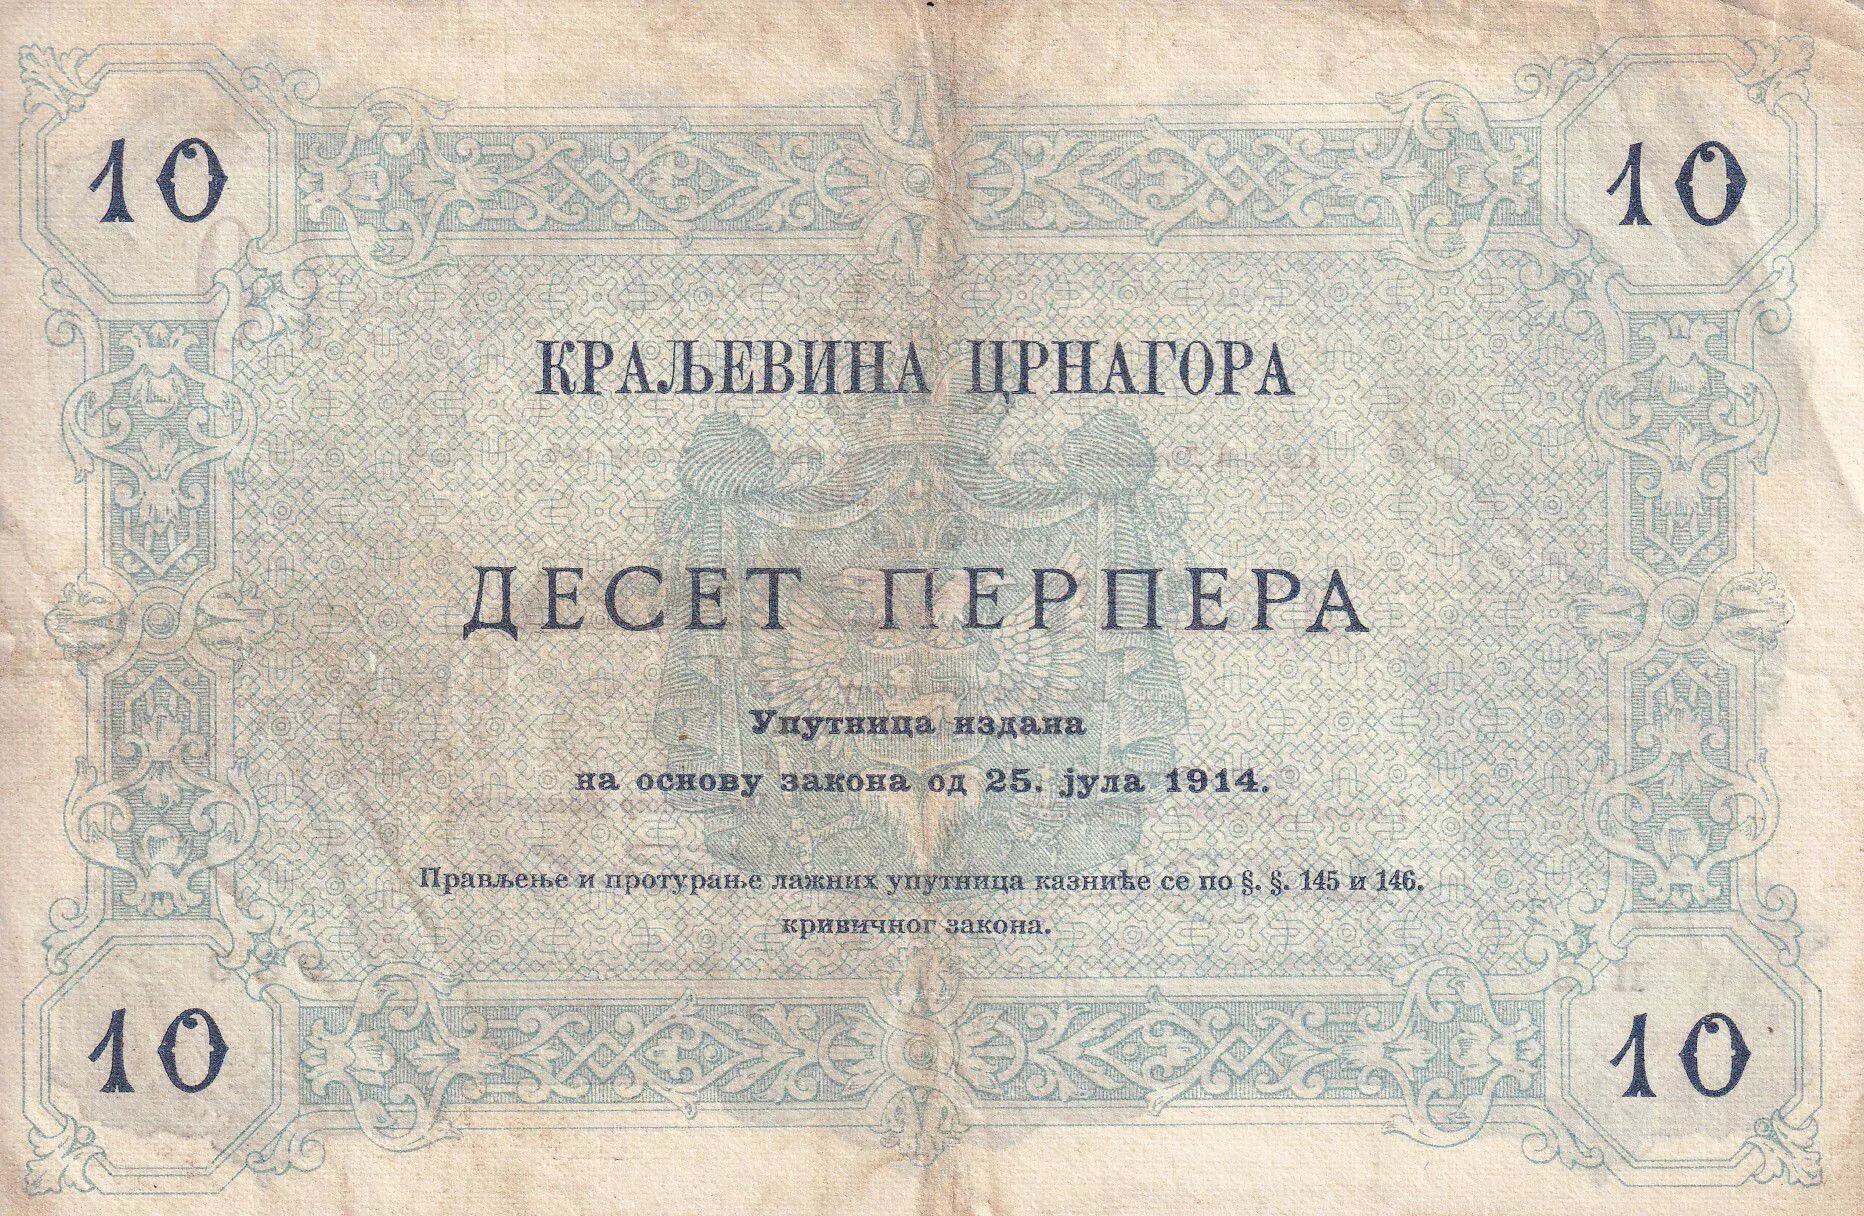 10 10
КРАЉЕВИНА ЦРНАГОРА
ДЕСЕТ ПЕРПЕРА
Упутница издана
на основу закона од 25. јула 1914.
Прављење и протурање лажних упутница казниће се по §. §. 145 и 146.
кривичног закона.
10 10